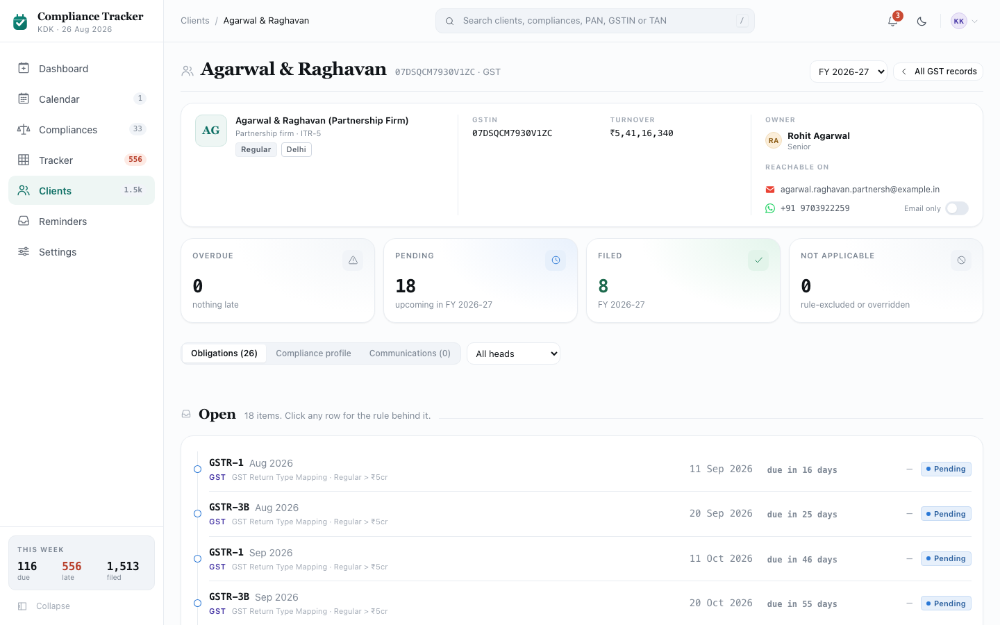 Compliance Tracker
KDK · 26 Aug 2026
Dashboard
Calendar 1
Compliances 33
Tracker 556
Clients 1.5k
Reminders
Settings
THIS WEEK
116 556 1,513
due late filed
Collapse
Clients / Agarwal & Raghavan
Search clients, compliances, PAN, GSTIN or TAN /
3
KK
Agarwal & Raghavan 07DSQCM7930V1ZC · GST
FY 2026-27
All GST records
AG
Agarwal & Raghavan (Partnership Firm)
Partnership firm · ITR-5
Regular Delhi
GSTIN
07DSQCM7930V1ZC
TURNOVER
₹5,41,16,340
OWNER
RA
Rohit Agarwal
Senior
REACHABLE ON
agarwal.raghavan.partnersh@example.in
+91 9703922259 Email only
OVERDUE
0
nothing late
PENDING
18
upcoming in FY 2026-27
FILED
8
FY 2026-27
NOT APPLICABLE
0
rule-excluded or overridden
Obligations (26) Compliance profile Communications (0) All heads
Open 18 items. Click any row for the rule behind it.
GSTR-1 Aug 2026
GST GST Return Type Mapping · Regular > ₹5cr
11 Sep 2026 due in 16 days — Pending
GSTR-3B Aug 2026
GST GST Return Type Mapping · Regular > ₹5cr
20 Sep 2026 due in 25 days — Pending
GSTR-1 Sep 2026
GST GST Return Type Mapping · Regular > ₹5cr
11 Oct 2026 due in 46 days — Pending
GSTR-3B Sep 2026
GST GST Return Type Mapping · Regular > ₹5cr
20 Oct 2026 due in 55 days — Pending